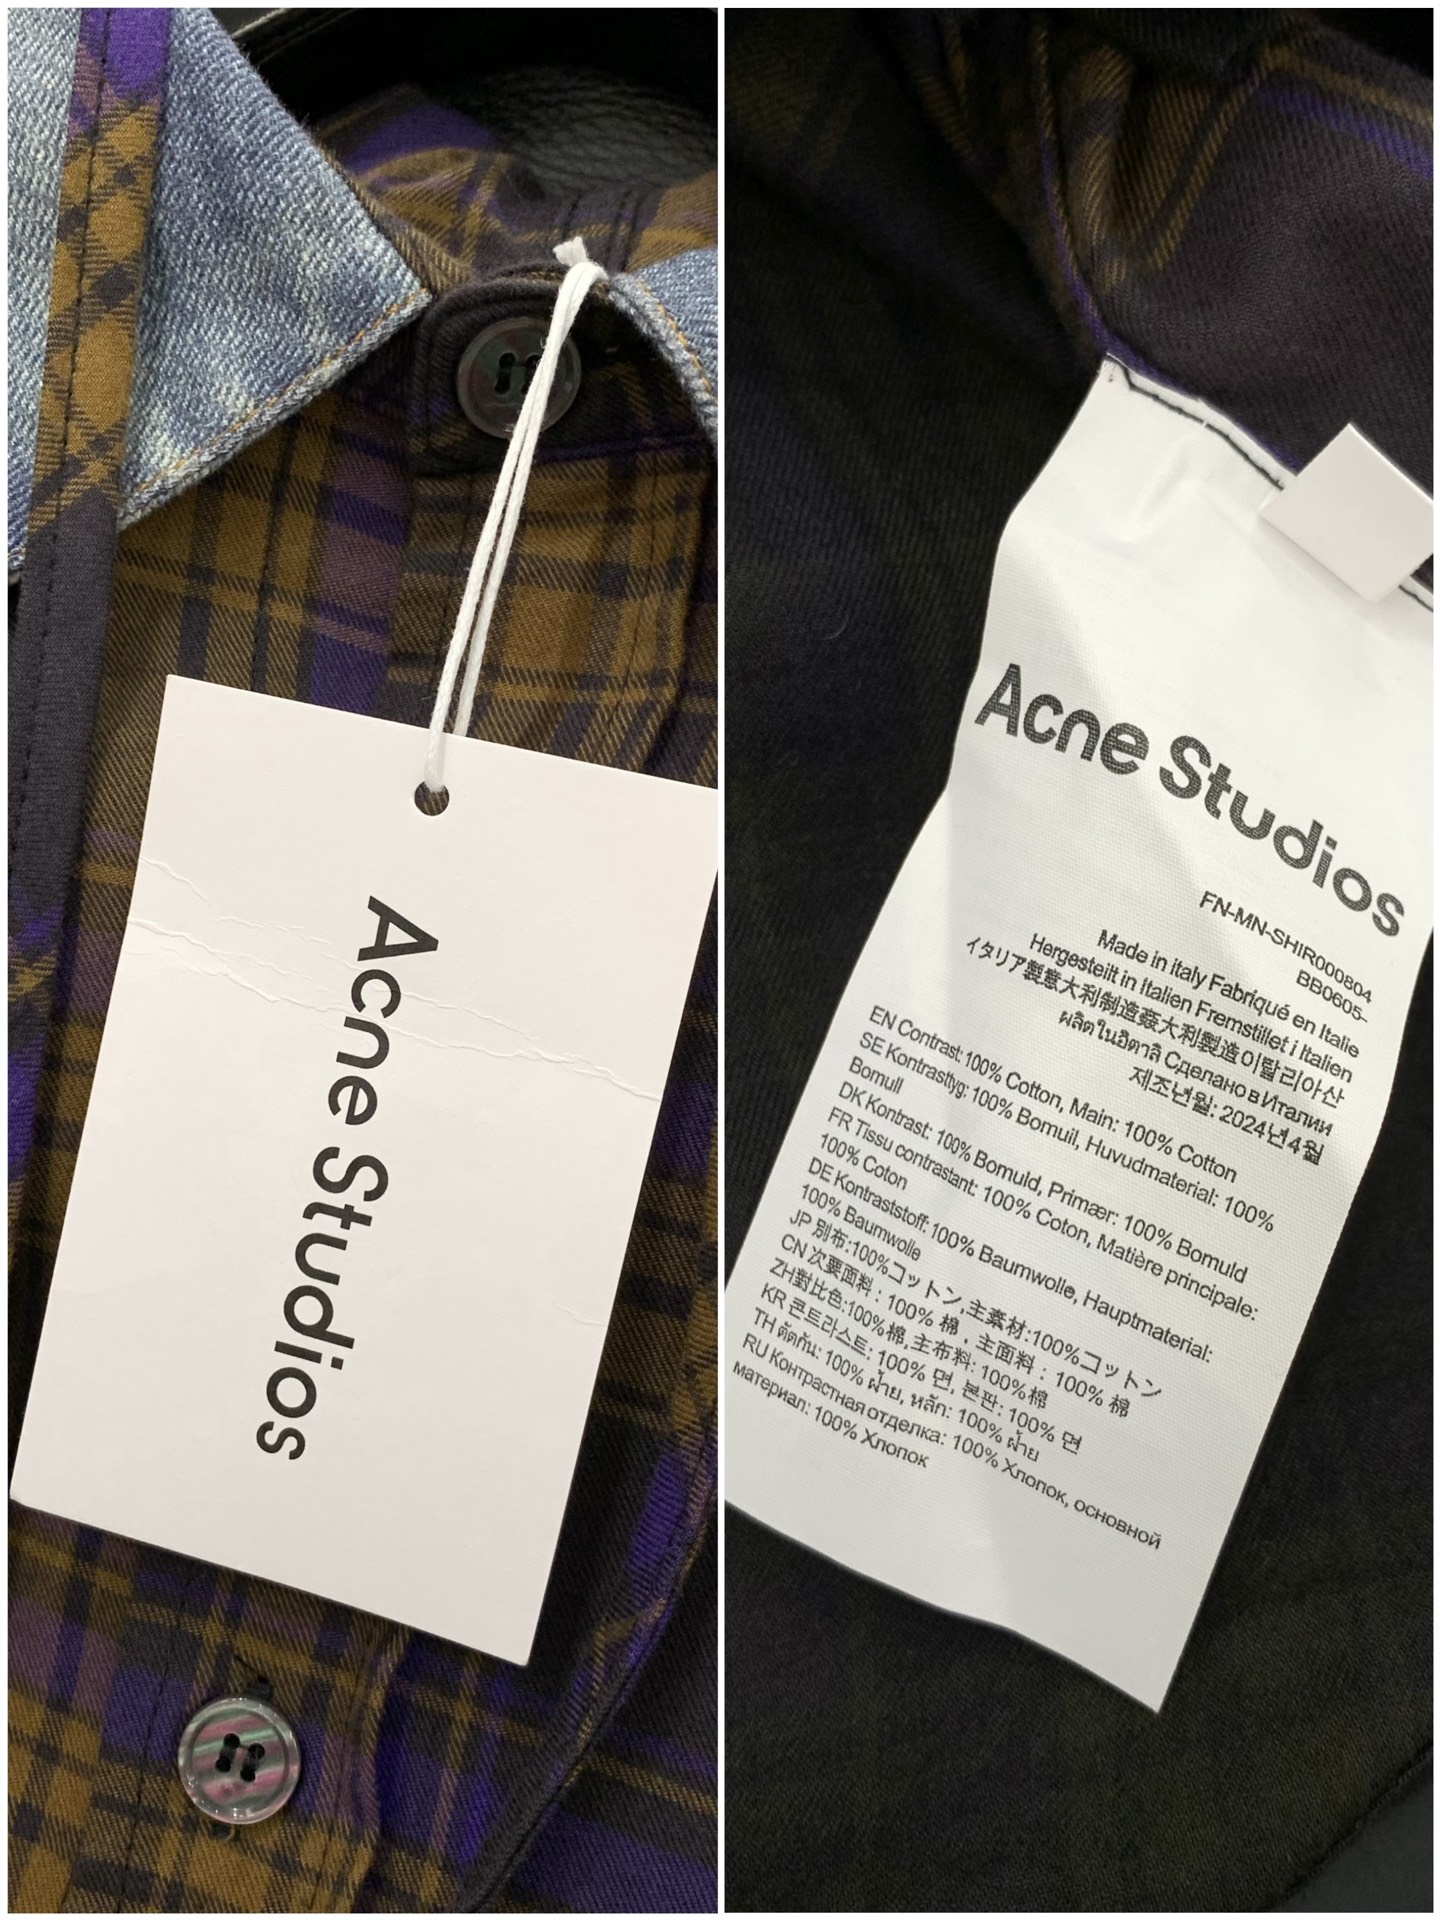 Acne Studios
Acne Studios
FN-MN-SHIR000804
BB0605-
Made in italy Fabriqué en Italie
Hergesteilt in Italien Fremstillet i Italien
イタリア製意大利制造義大利製造이탈리아산
ผลิตในอิตาลี Сделано в Италии
제조년월: 2024년4월
EN Contrast: 100% Cotton, Main: 100% Cotton
SE Kontrasttyg: 100% Bomuil, Huvudmaterial: 100%
Bomull
DK Kontrast: 100% Bomuld, Primær: 100% Bomuld
FR Tissu contrastant: 100% Coton, Matière principale:
100% Coton
DE Kontraststoff: 100% Baumwolle, Hauptmaterial:
100% Baumwolle
JP 別布:100%コットン,主素材:100%コットン
CN 次要面料：100% 棉，主面料：100% 棉
ZH對比色:100%棉,主布料: 100%棉
KR 콘트라스트: 100% 면, 본판: 100% 면
TH ตัดกัน: 100% ฝ้าย, หลัก: 100% ฝ้าย
RU Контрастная отделка: 100% Хлопок, основной
материал: 100% Хлопок